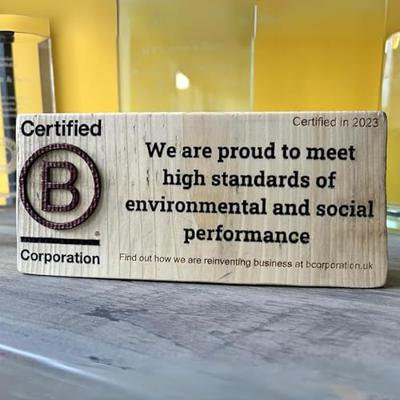 Certified in 2023
Certified
B
®
Corporation
We are proud to meet
high standards of
environmental and social
performance
Find out how we are reinventing business at bcorporation.uk